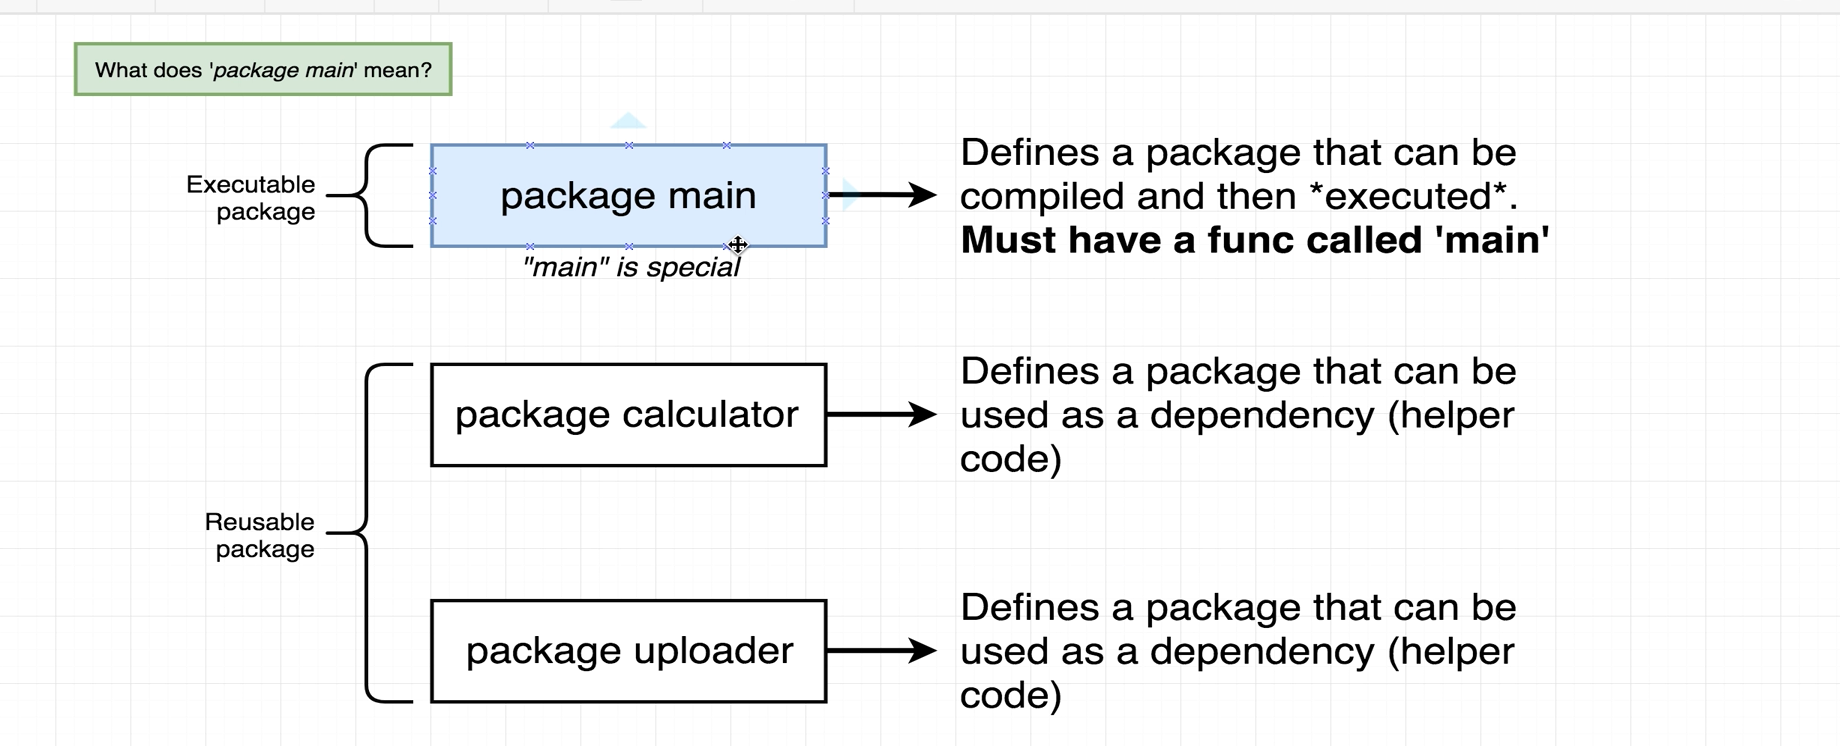 What does 'package main' mean?
Executable
package
package main
"main" is special
Defines a package that can be
compiled and then *executed*.
Must have a func called 'main'
Reusable
package
package calculator
Defines a package that can be
used as a dependency (helper
code)
package uploader
Defines a package that can be
used as a dependency (helper
code)